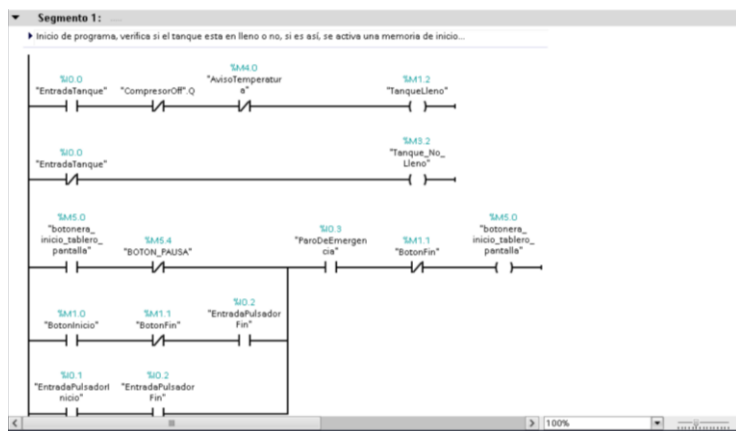 Segmento 1: ....
Inicio de programa, verifica si el tanque esta en lleno o no, si es así, se activa una memoria de inicio...
%I0.0
"EntradaTanque"
"CompresorOff".Q
%M4.0
"AvisoTemperatur
a"
%M1.2
"TanqueLleno"
%I0.0
"EntradaTanque"
%M3.2
"Tanque_No_
Lleno"
%M5.0
"botonera_
inicio_tablero_
pantalla"
%M5.4
"BOTON_PAUSA"
%I0.3
"ParoDeEmergen
cia"
%M1.1
"BotonFin"
%M5.0
"botonera_
inicio_tablero_
pantalla"
%M1.0
"BotonInicio"
%M1.1
"BotonFin"
%I0.2
"EntradaPulsador
Fin"
%I0.1
"EntradaPulsadorI
nicio"
%I0.2
"EntradaPulsador
Fin"
100%